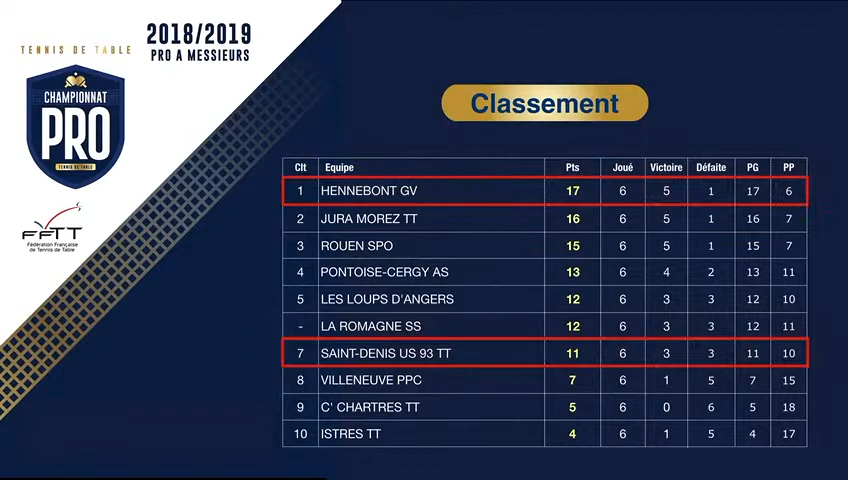 2018/2019
PRO A MESSIEURS
TENNIS DE TABLE
CHAMPIONNAT
PRO
TENNIS DE TABLE
FFTT
Fédération Française
de Tennis de Table
Classement
Clt Equipe Pts Joué Victoire Défaite PG PP
1 HENNEBONT GV 17 6 5 1 17 6
2 JURA MOREZ TT 16 6 5 1 16 7
3 ROUEN SPO 15 6 5 1 15 7
4 PONTOISE-CERGY AS 13 6 4 2 13 11
5 LES LOUPS D'ANGERS 12 6 3 3 12 10
- LA ROMAGNE SS 12 6 3 3 12 11
7 SAINT-DENIS US 93 TT 11 6 3 3 11 10
8 VILLENEUVE PPC 7 6 1 5 7 15
9 C' CHARTRES TT 5 6 0 6 5 18
10 ISTRES TT 4 6 1 5 4 17